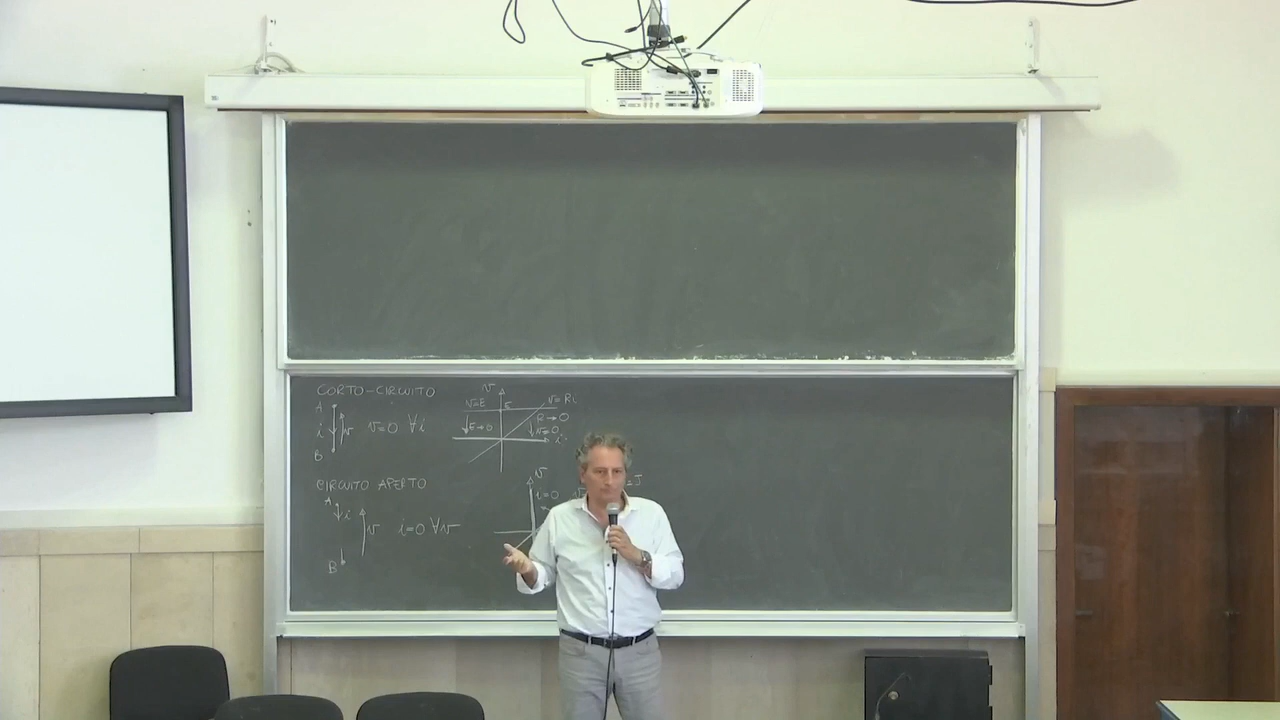 CORTO-CIRCUITO
A
i v v=0 ∀i
B
v
v=E E v=Ri
E→0 R→0
v=0
i
CIRCUITO APERTO
A
i v i=0 ∀v
B
v
i=0 =J